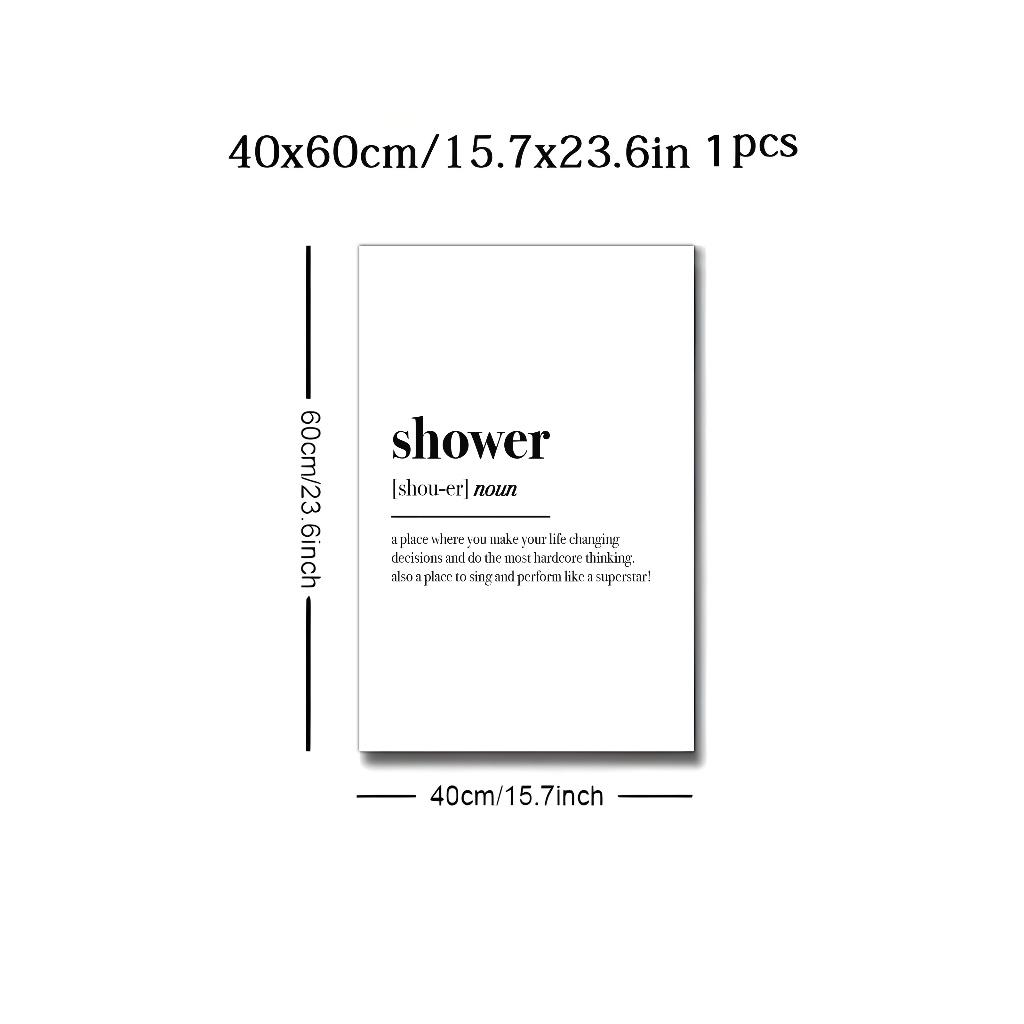 40x60cm/15.7x23.6in 1pcs
60cm/23.6inch
shower
[shou-er] noun
a place where you make your life changing
decisions and do the most hardcore thinking.
also a place to sing and perform like a superstar!
40cm/15.7inch